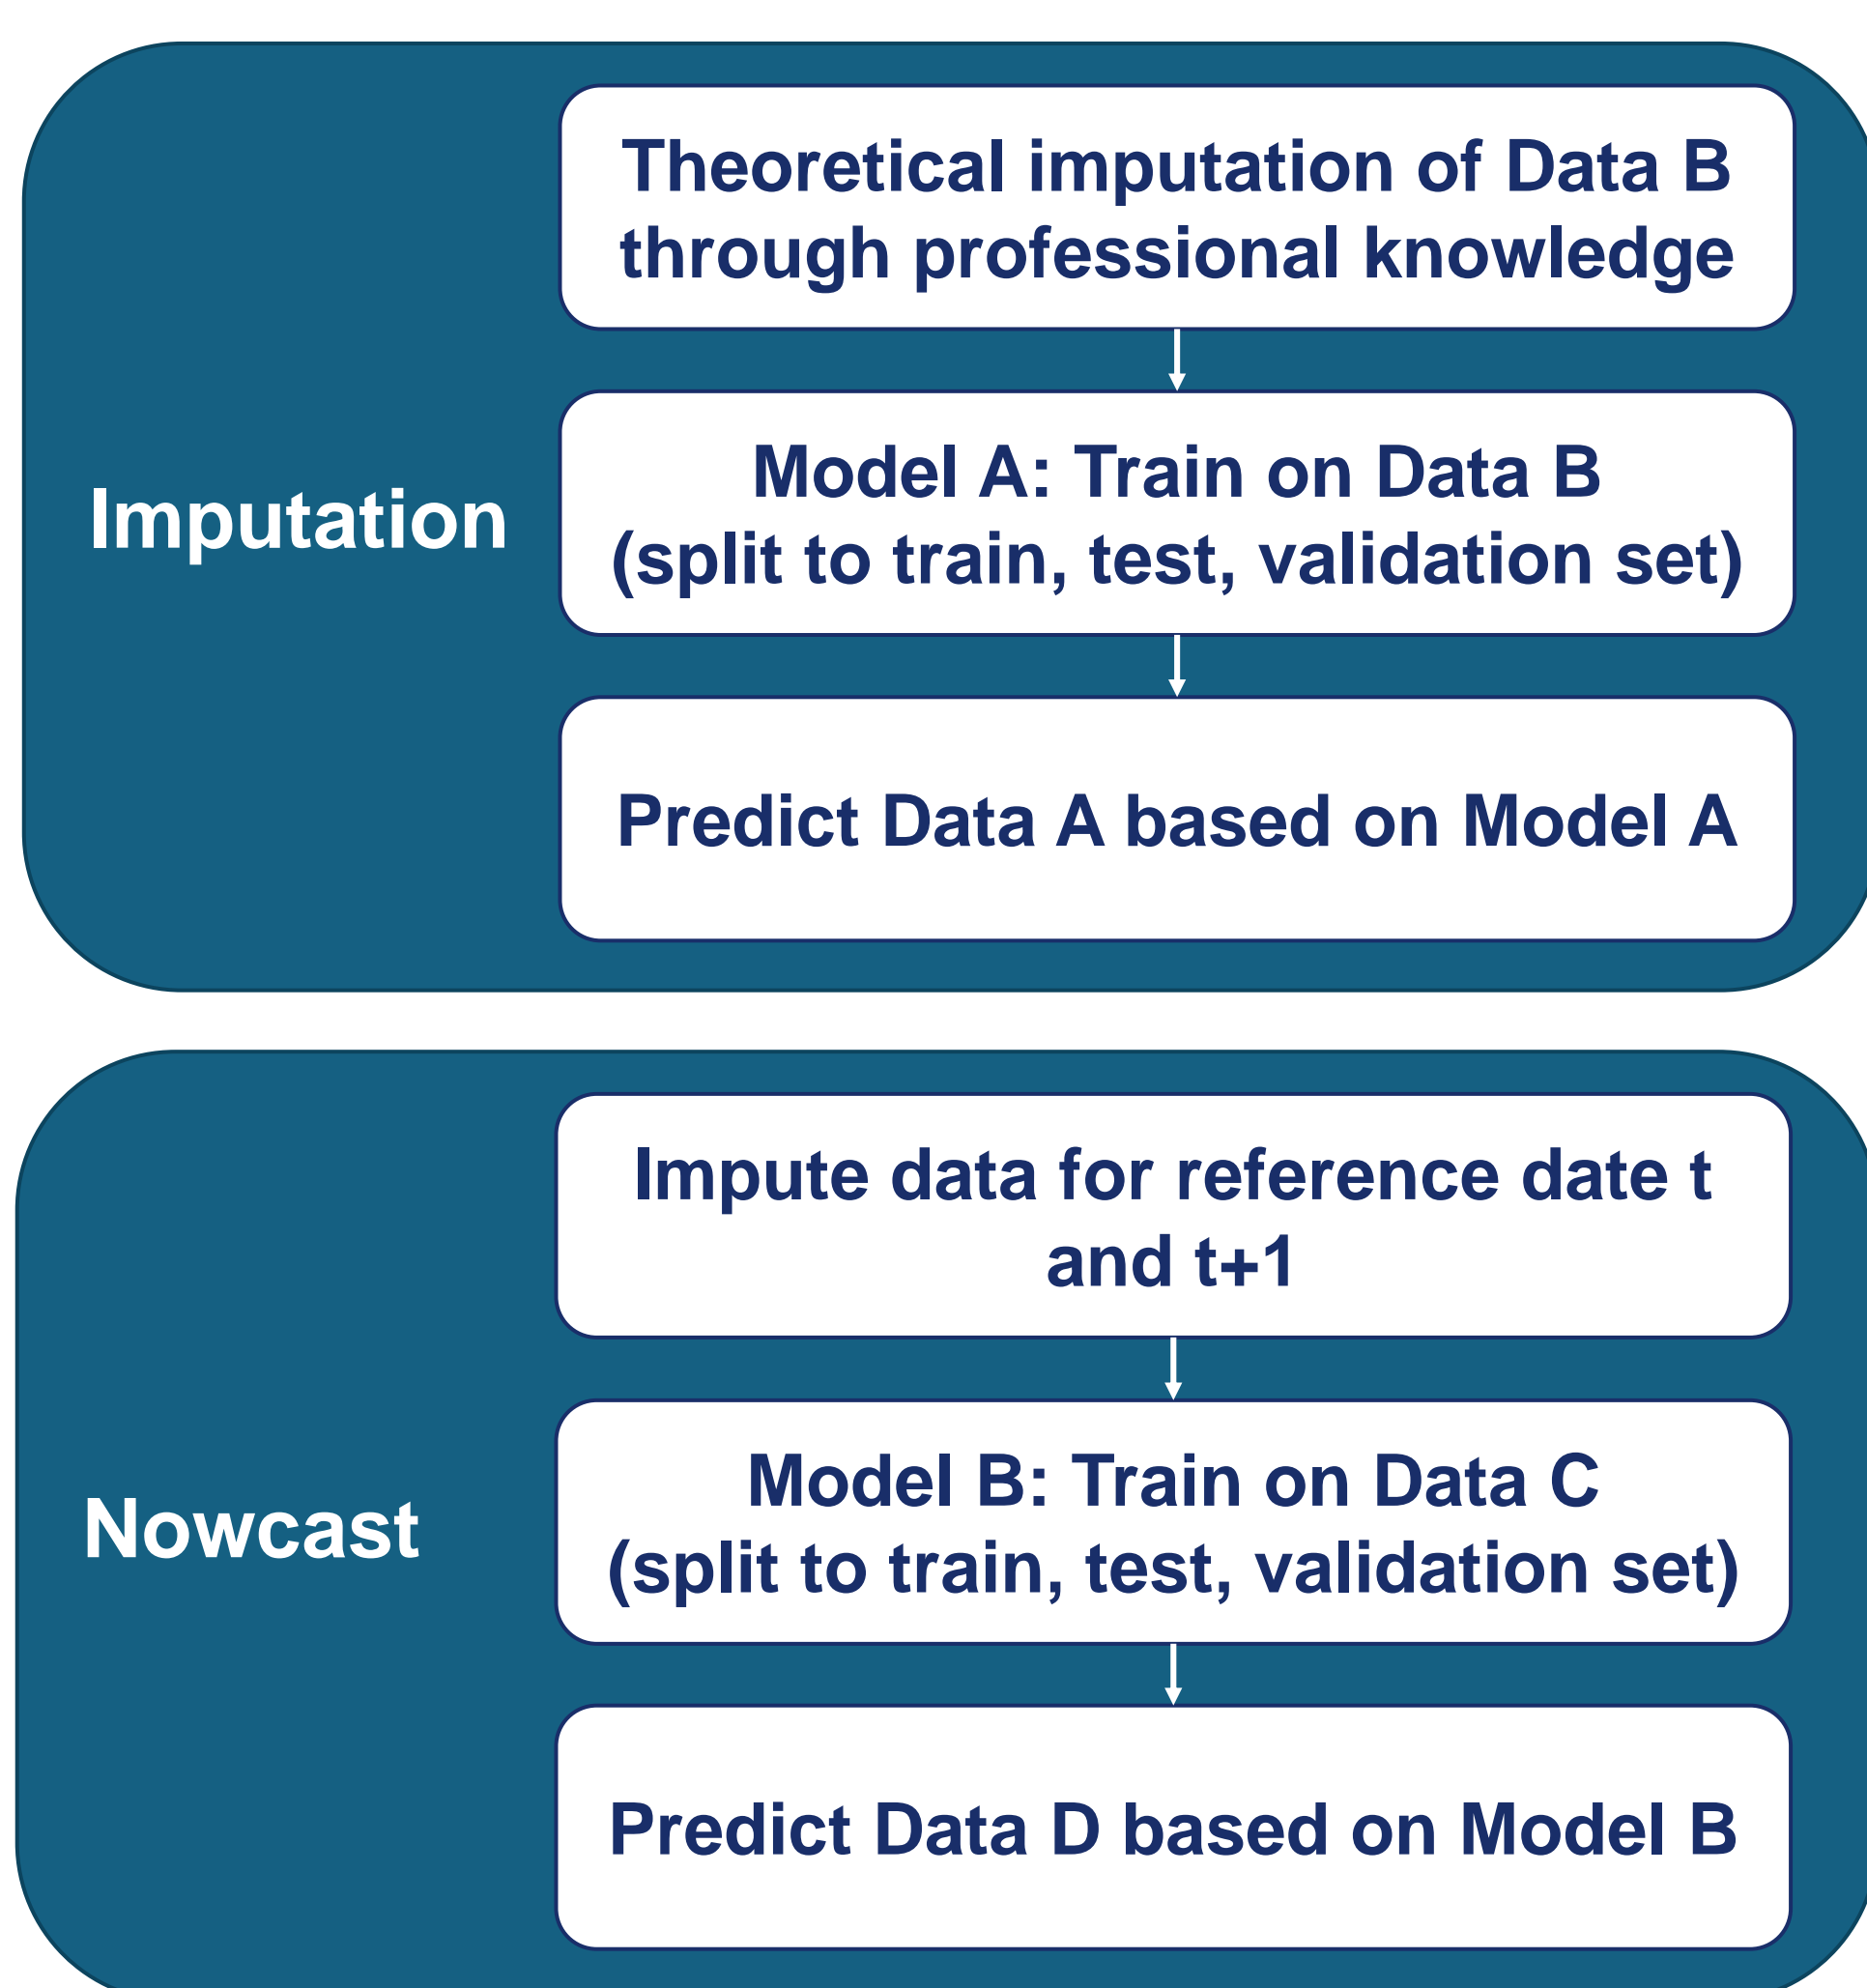 Imputation
Theoretical imputation of Data B
through professional knowledge
Model A: Train on Data B
(split to train, test, validation set)
Predict Data A based on Model A
Nowcast
Impute data for reference date t
and t+1
Model B: Train on Data C
(split to train, test, validation set)
Predict Data D based on Model B